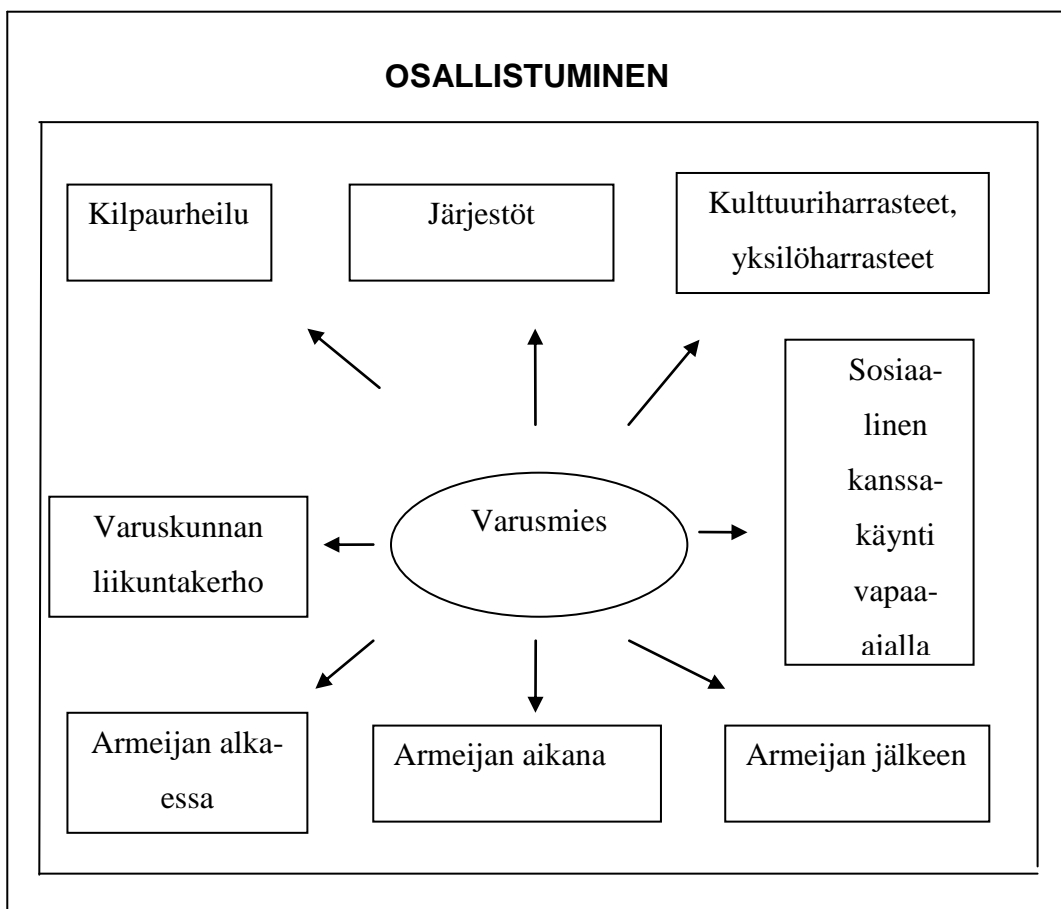 OSALLISTUMINEN
Kilpaurheilu
Järjestöt
Kulttuuriharrasteet,
yksilöharrasteet
Sosiaa-
linen
kanssa-
käynti
vapaa-
ajalla
Varusmies
Varuskunnan
liikuntakerho
Armeijan alka-
essa
Armeijan aikana
Armeijan jälkeen